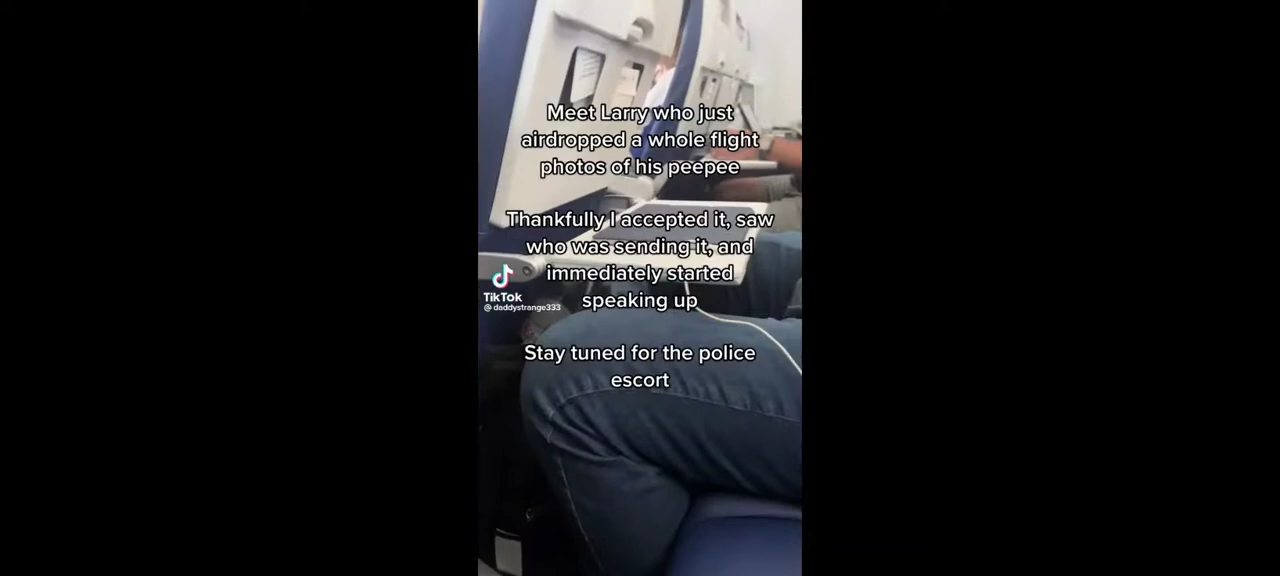 Meet Larry who just
airdropped a whole flight
photos of his peepee
Thankfully I accepted it, saw
who was sending it, and
immediately started
speaking up
TikTok
@ daddystrange333
Stay tuned for the police
escort